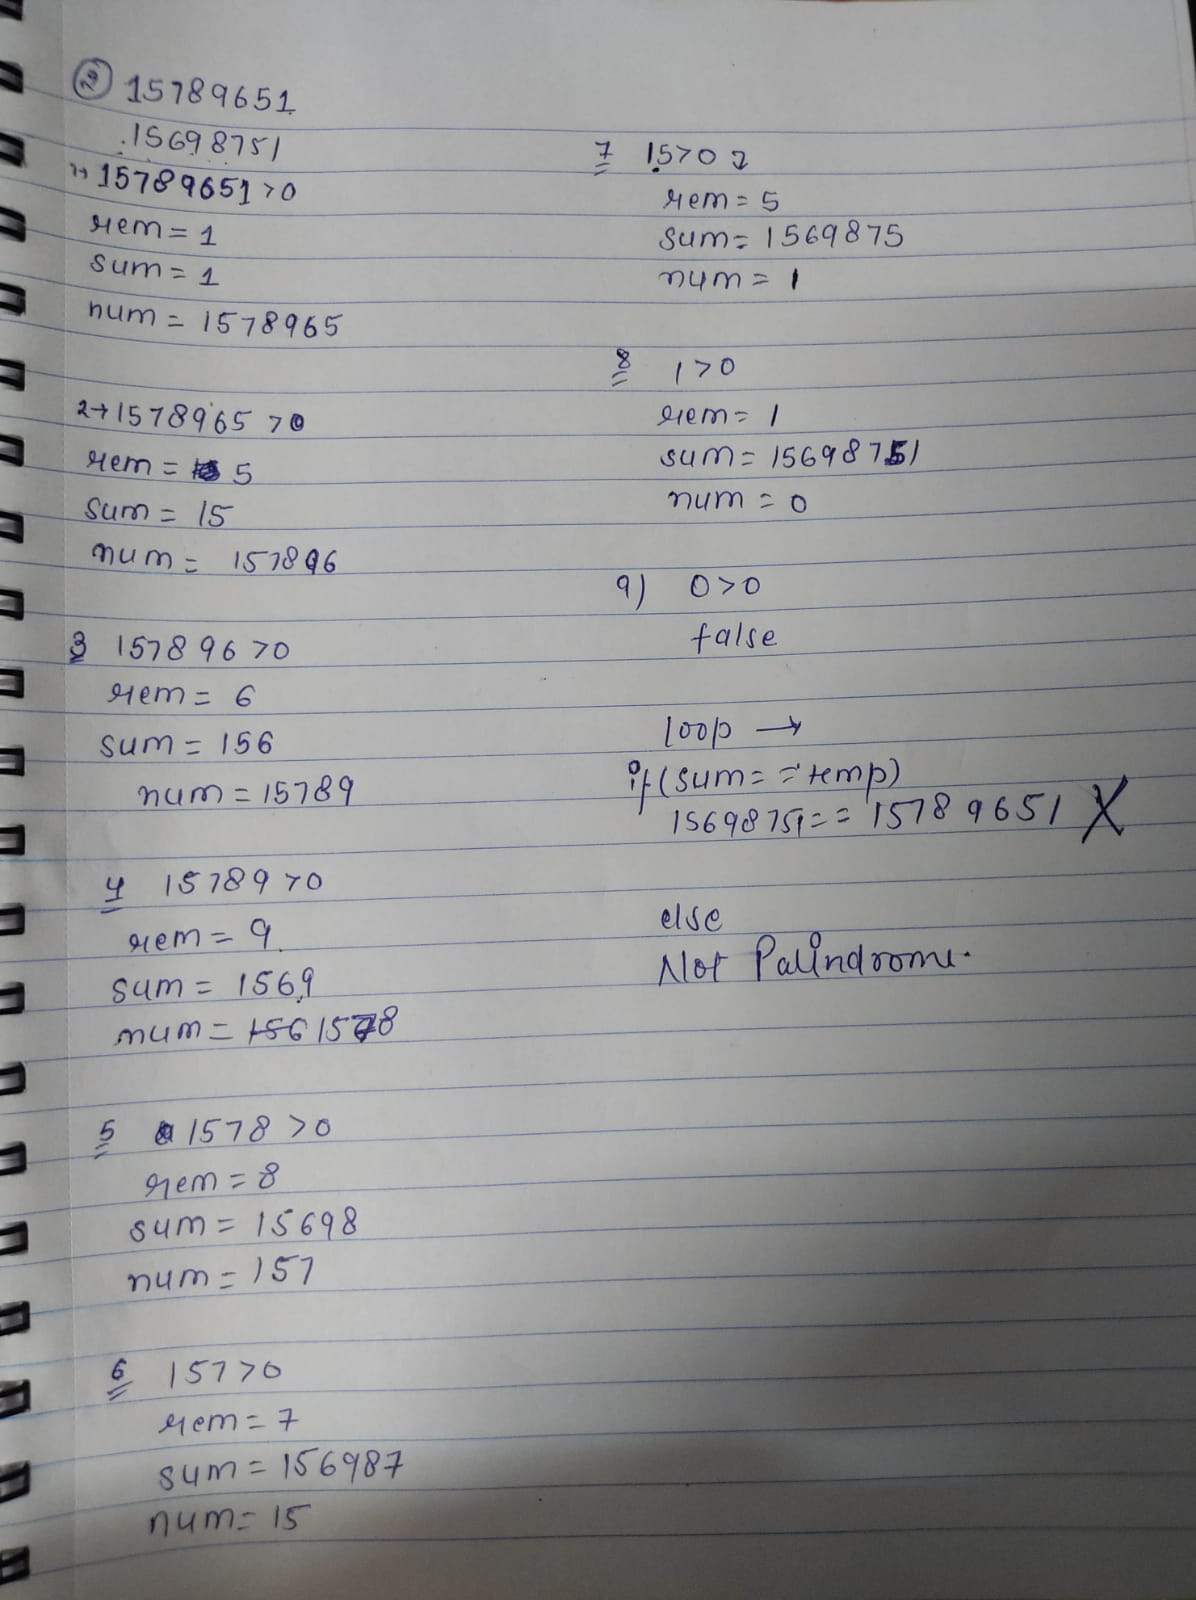 ② 15789651
15698751
1→ 15789651>0
rem = 1
sum = 1
num = 1578965
2→ 1578965 >0
rem = 5
sum = 15
num = 157896
3 157896 >0
rem = 6
sum = 156
num = 15789
4 15789 >0
rem = 9
sum = 1569
num = 1578
5 1578 >0
rem = 8
sum = 15698
num = 157
6 157>0
rem = 7
sum = 156987
num = 15
7 15>0
rem = 5
sum = 1569875
num = 1
8 1>0
rem = 1
sum = 15698751
num = 0
9) 0>0
false
loop →
if (sum == temp)
15698751 == 15789651 X
else
Not Palindrome.